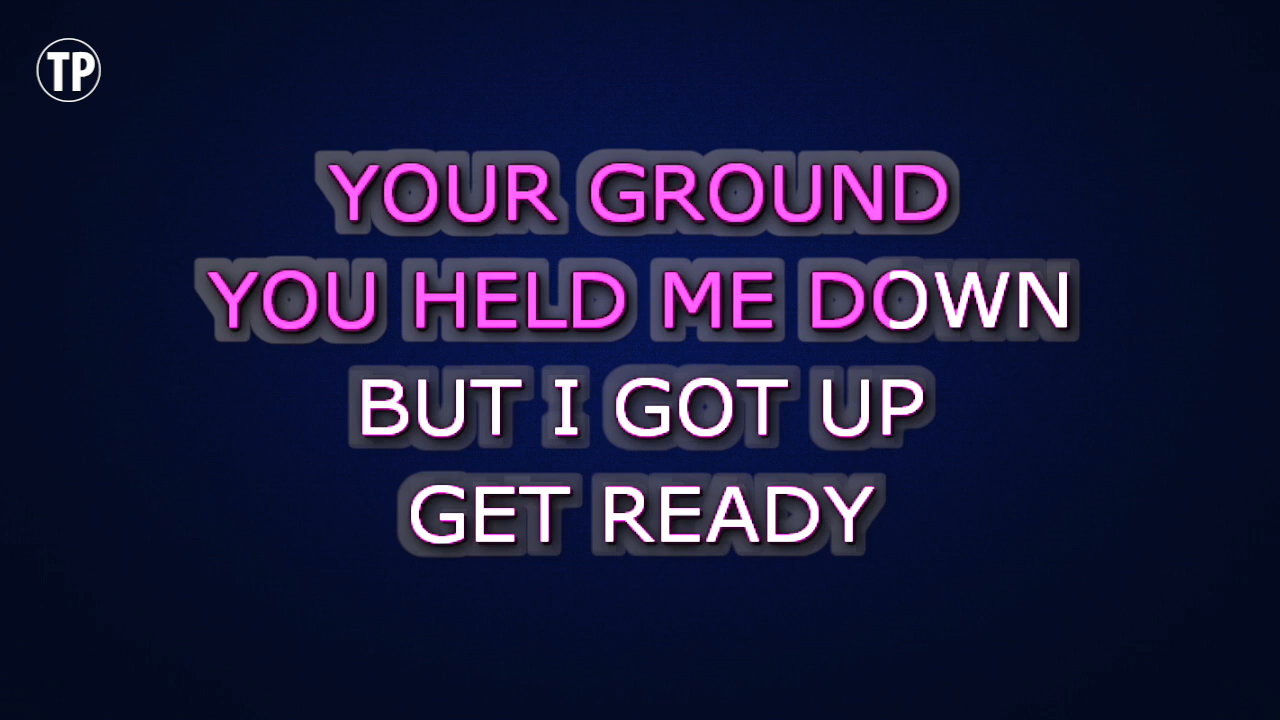 TP
YOUR GROUND
YOU HELD ME DOWN
BUT I GOT UP
GET READY